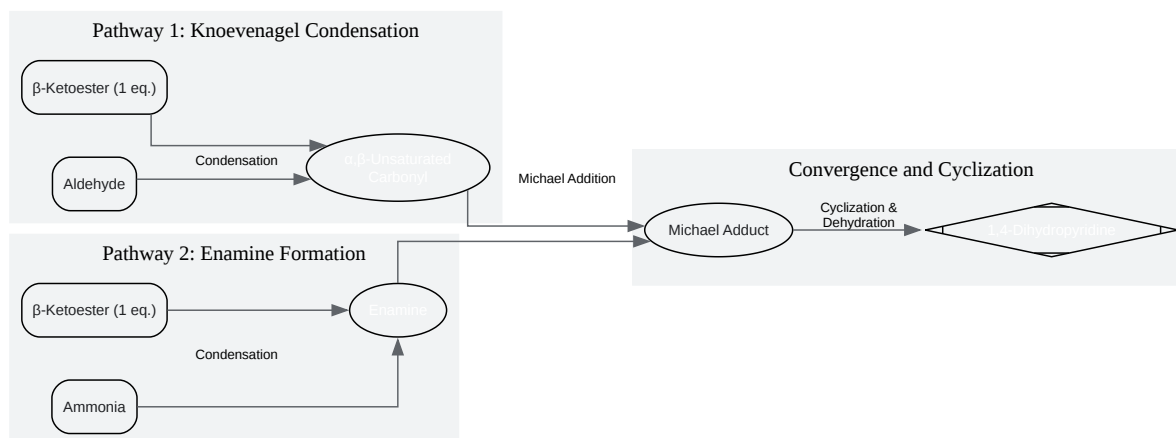 Pathway 1: Knoevenagel Condensation
β-Ketoester (1 eq.)
Aldehyde
Condensation
α,β-Unsaturated
Carbonyl
Pathway 2: Enamine Formation
β-Ketoester (1 eq.)
Ammonia
Condensation
Enamine
Michael Addition
Convergence and Cyclization
Michael Adduct
Cyclization &
Dehydration
1,4-Dihydropyridine